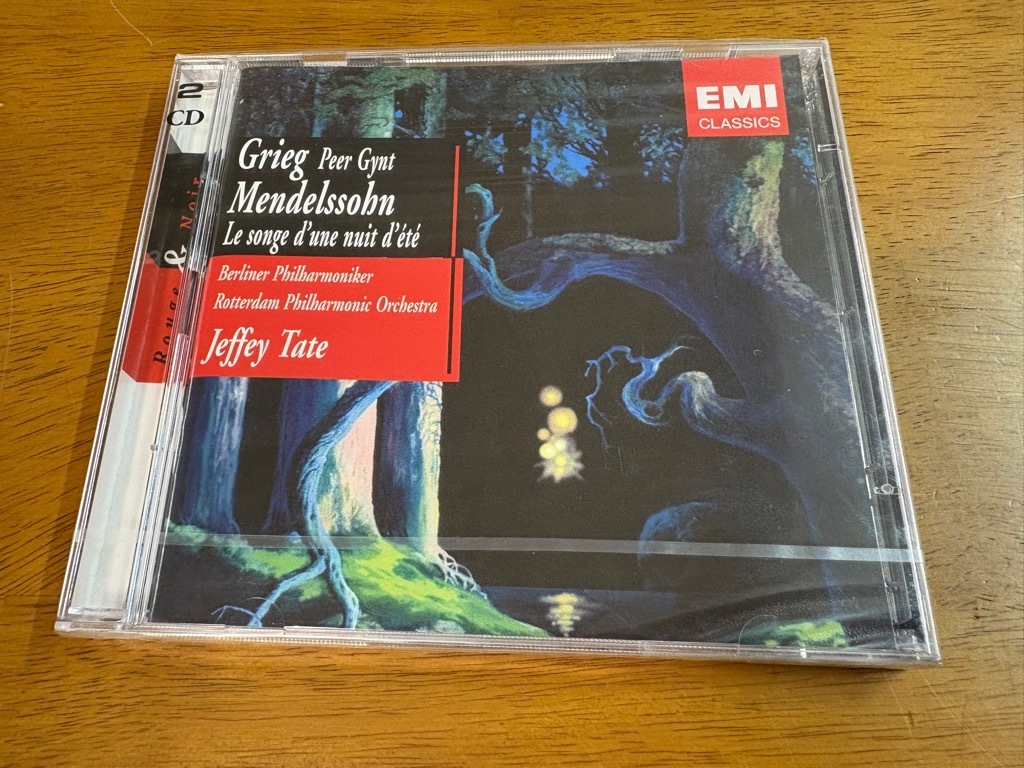 2
CD
Rouge & Noir
EMI
CLASSICS
Grieg Peer Gynt
Mendelssohn
Le songe d'une nuit d'été
Berliner Philharmoniker
Rotterdam Philharmonic Orchestra
Jeffey Tate